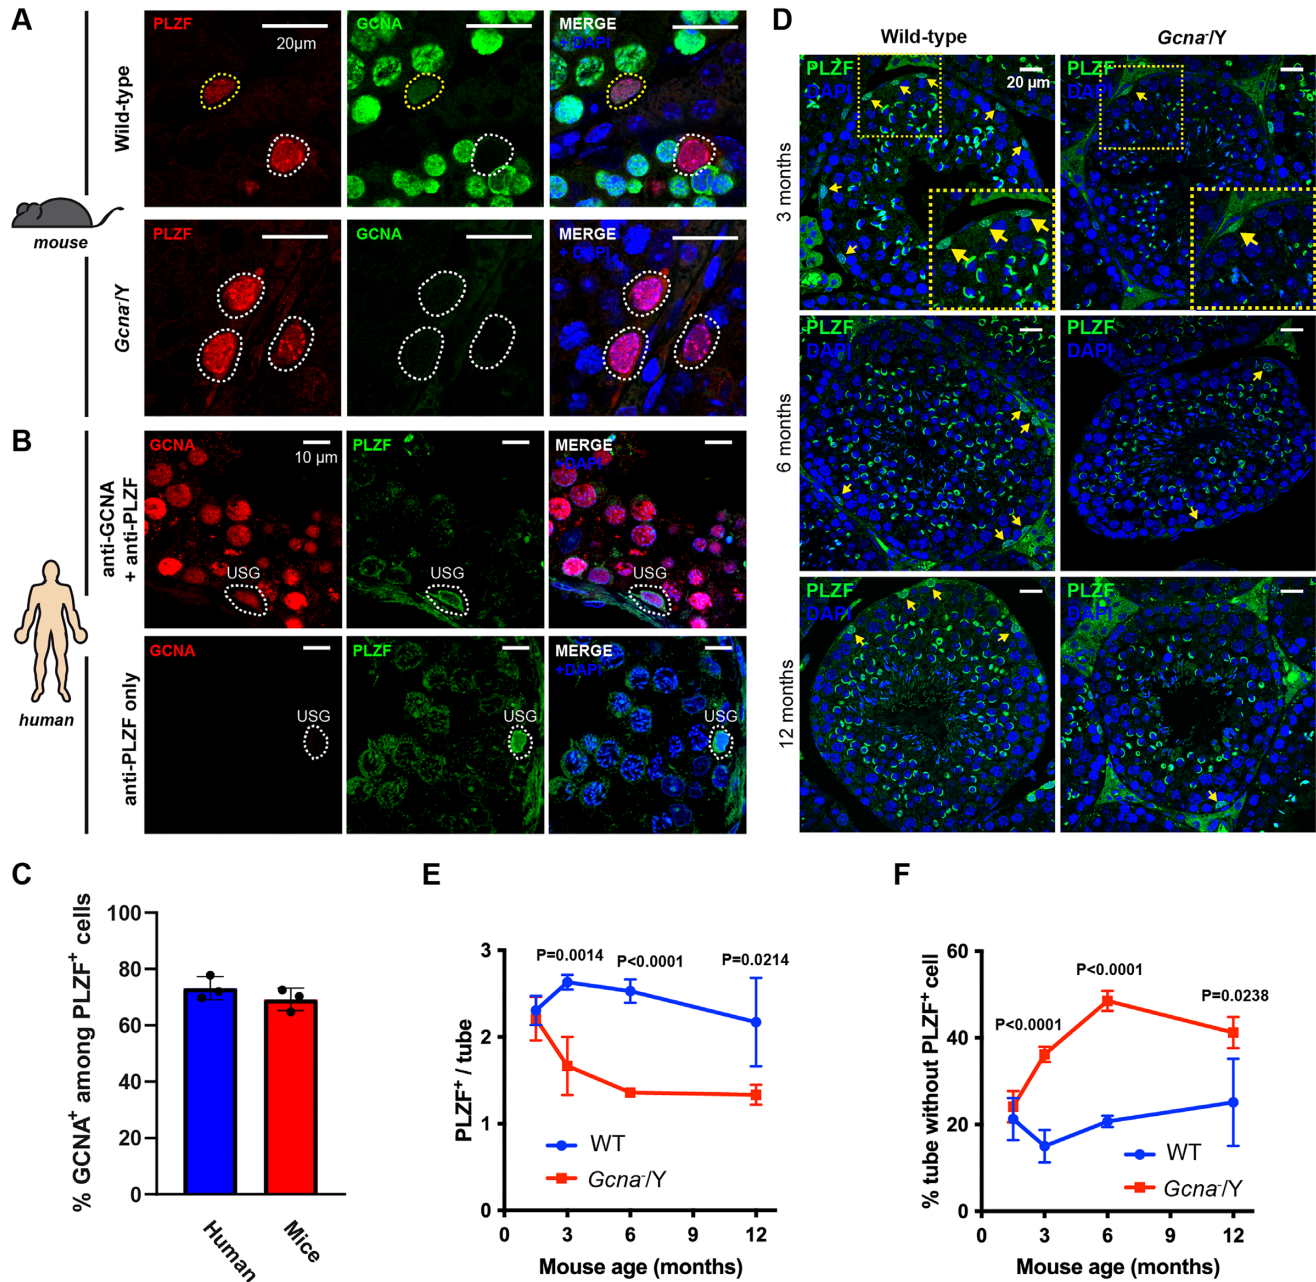 A
Wild-type
PLZF
20μm
GCNA
MERGE
+ DAPI
mouse
Gcna-/Y
PLZF
GCNA
MERGE
+ DAPI
B
anti-GCNA
+ anti-PLZF
GCNA
10 μm
USG
PLZF
USG
MERGE
+DAPI
USG
human
anti-PLZF only
GCNA
USG
PLZF
USG
MERGE
+DAPI
USG
D
Wild-type
Gcna-/Y
3 months
PLZF
DAPI
20 μm
PLZF
DAPI
6 months
PLZF
DAPI
PLZF
DAPI
12 months
PLZF
DAPI
PLZF
DAPI
C
% GCNA+ among PLZF+ cells
100
80
60
40
20
0
Human
Mice
E
PLZF+ / tube
3
2
1
0
P=0.0014
P<0.0001
P=0.0214
WT
Gcna-/Y
0 3 6 9 12
Mouse age (months)
F
% tube without PLZF+ cell
60
40
20
0
P<0.0001
P<0.0001
P=0.0238
WT
Gcna-/Y
0 3 6 9 12
Mouse age (months)